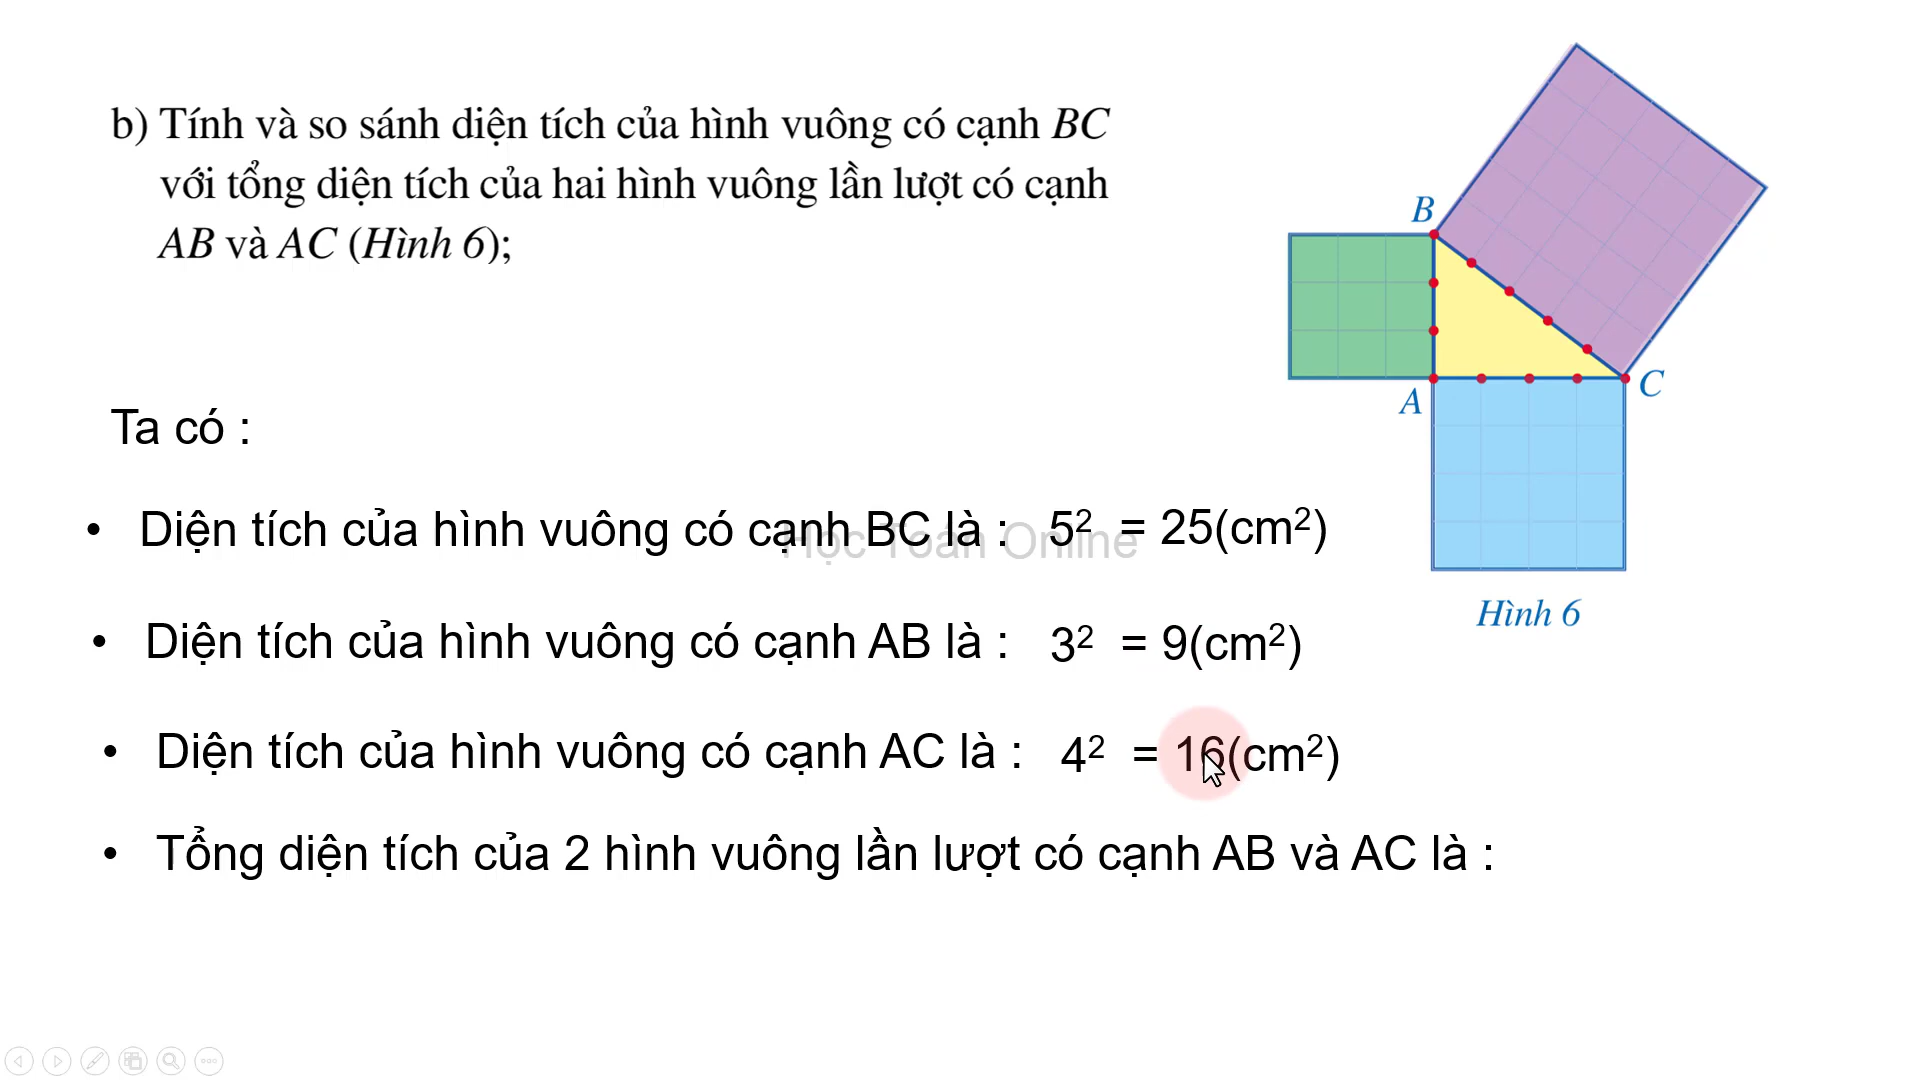 b) Tính và so sánh diện tích của hình vuông có cạnh BC
với tổng diện tích của hai hình vuông lần lượt có cạnh
AB và AC (Hình 6);
B
A
C
Hình 6
Ta có :
• Diện tích của hình vuông có cạnh BC là : 5² = 25(cm²)
Học Toán Online
• Diện tích của hình vuông có cạnh AB là : 3² = 9(cm²)
• Diện tích của hình vuông có cạnh AC là : 4² = 16(cm²)
• Tổng diện tích của 2 hình vuông lần lượt có cạnh AB và AC là :